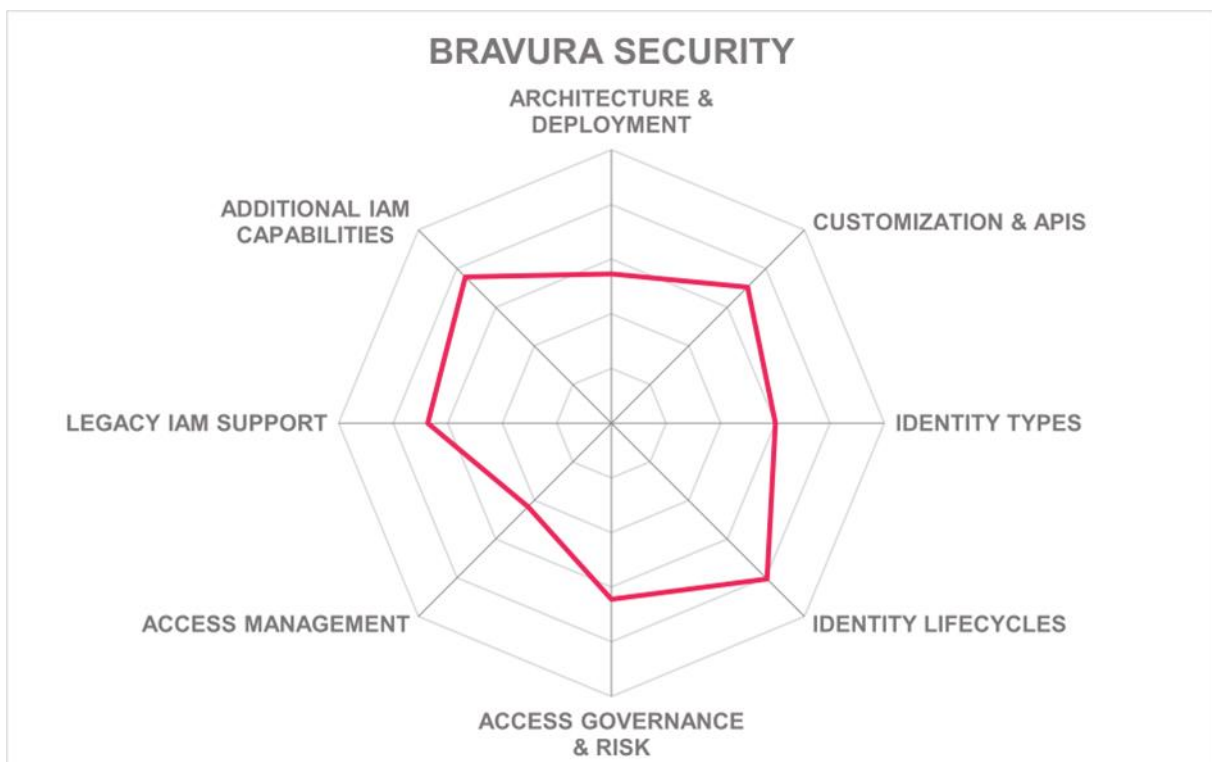 BRAVURA SECURITY
ARCHITECTURE &
DEPLOYMENT
ADDITIONAL IAM
CAPABILITIES
CUSTOMIZATION & APIS
LEGACY IAM SUPPORT
IDENTITY TYPES
ACCESS MANAGEMENT
IDENTITY LIFECYCLES
ACCESS GOVERNANCE
& RISK